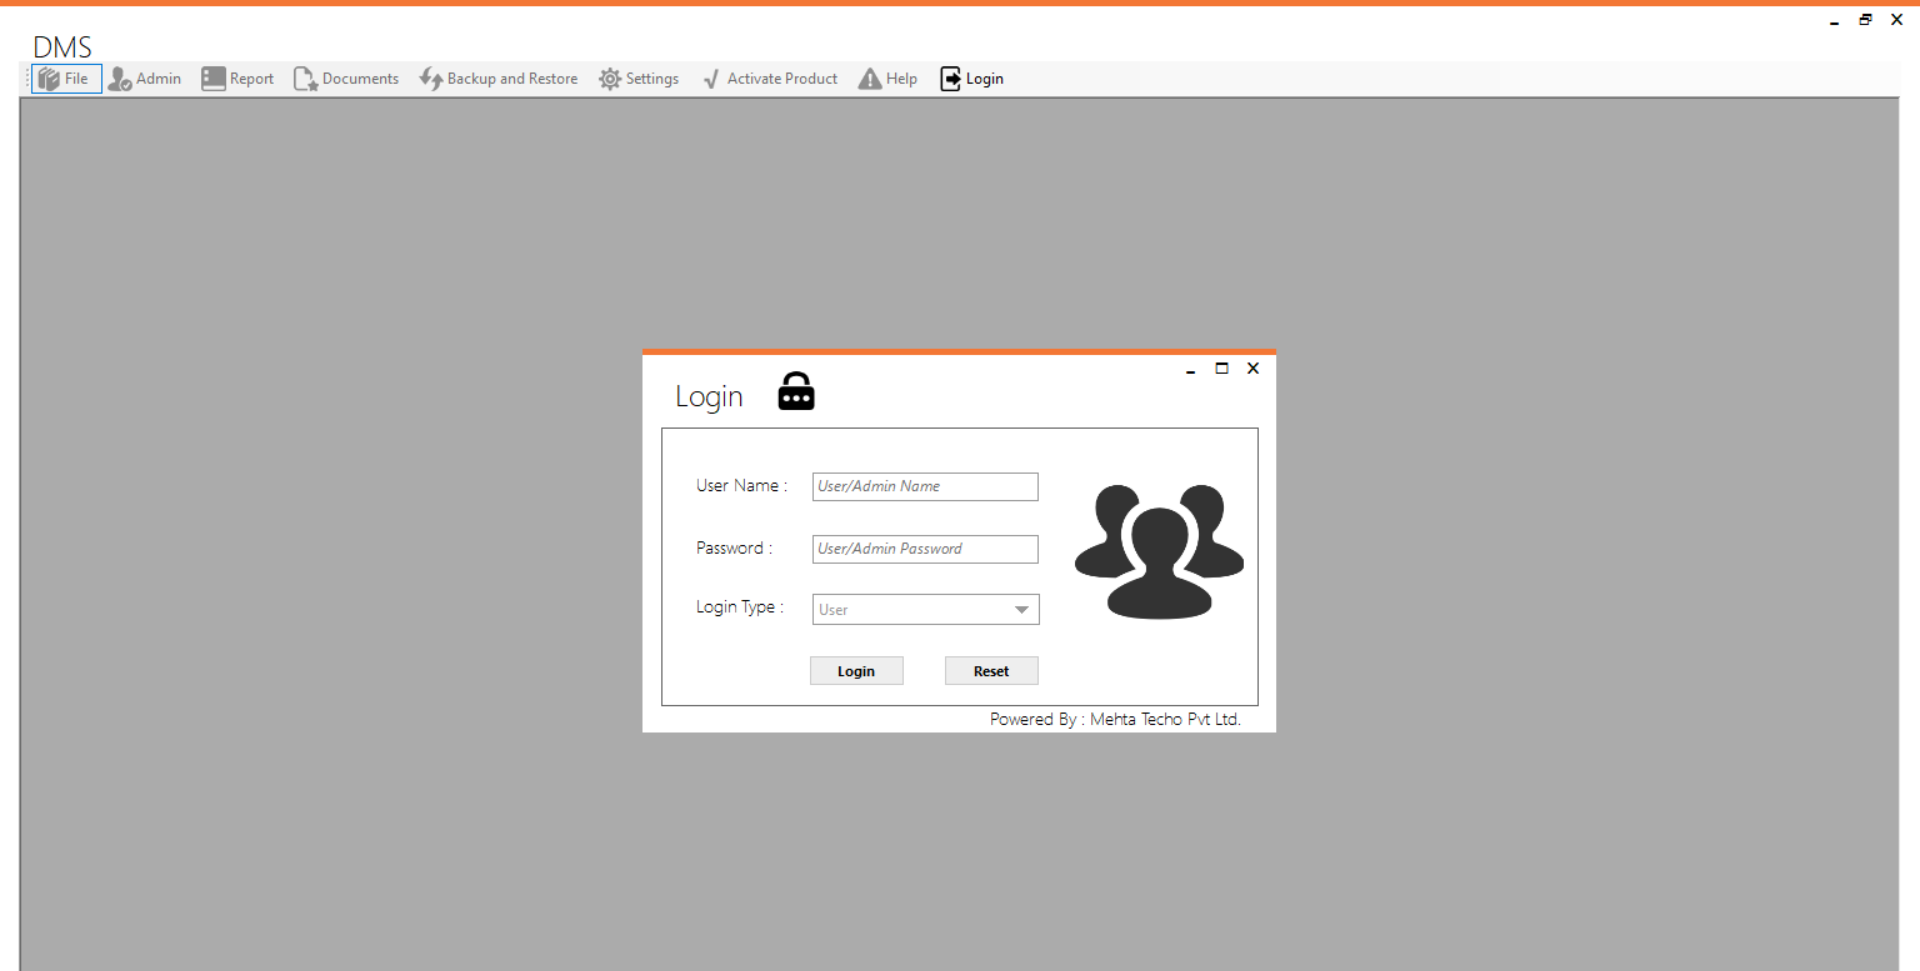 DMS
File Admin Report Documents Backup and Restore Settings Activate Product Help Login
Login
User Name : User/Admin Name
Password : User/Admin Password
Login Type : User
Login Reset
Powered By : Mehta Techo Pvt Ltd.